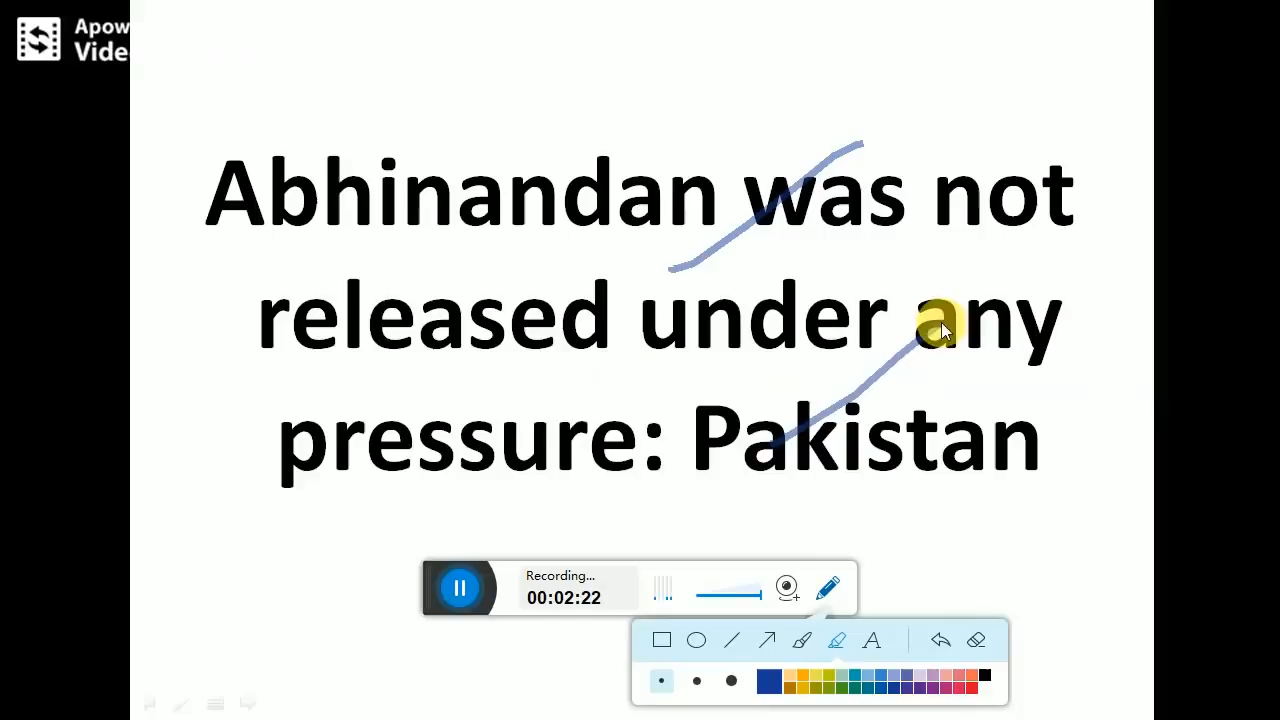 Apow
Vide
Abhinandan was not
released under any
pressure: Pakistan
Recording...
00:02:22
A